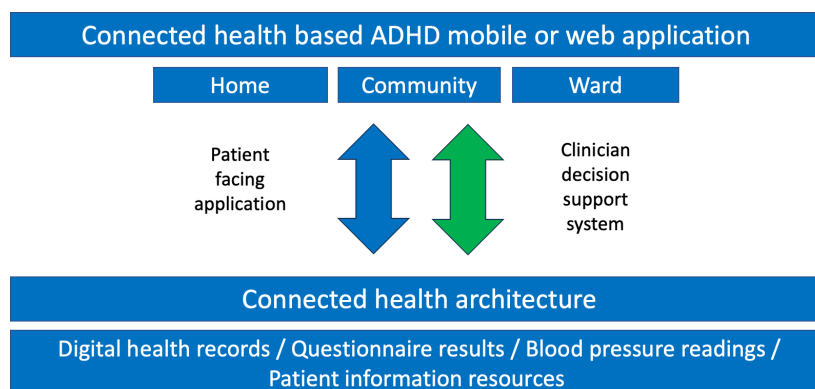 Connected health based ADHD mobile or web application
Home
Community
Ward
Patient
facing
application
Clinician
decision
support
system
Connected health architecture
Digital health records / Questionnaire results / Blood pressure readings /
Patient information resources